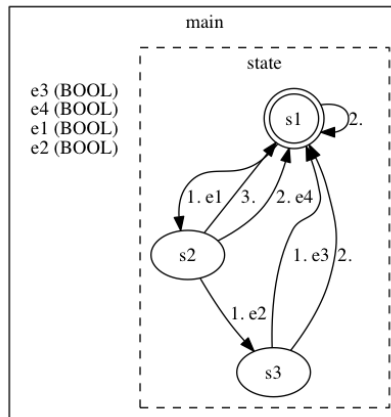 main
state
e3 (BOOL)
e4 (BOOL)
e1 (BOOL)
e2 (BOOL)
s1
2.
1. e1
3.
2. e4
s2
1. e3
2.
1. e2
s3